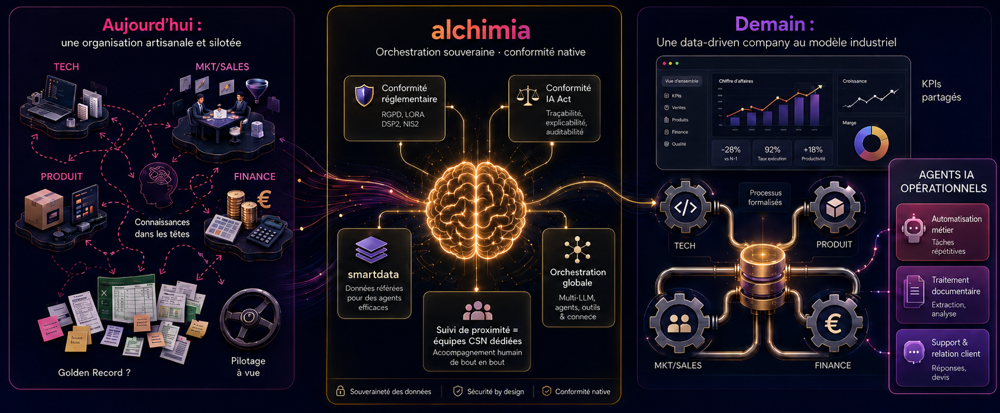 Aujourd'hui :
une organisation artisanale et silotée
TECH
MKT/SALES
PRODUIT
FINANCE
€
Connaissances
dans les têtes
Golden Record ?
Pilotage
à vue
alchimia
Orchestration souveraine · conformité native
Conformité
réglementaire
RGPD, LORA
DSP2, NIS2
Conformité
IA Act
Traçabilité,
explicabilité,
auditabilité
smartdata
Données référées
pour des agents
efficaces
Suivi de proximité =
équipes CSN dédiées
Acoompagnement humain
de bout en bout
Orchestration
globale
Multi-LLM,
agents, outils
& connece
Souveraineté des données
Sécurité by design
Conformité native
Demain :
Une data-driven company au modèle industriel
Vue d'ensemble
KPIs
Ventes
Produits
Finance
Qualité
Chiffre d'affaires
-28%
vs N-1
92%
Taux exécution
+18%
Productivité
Croissance
Marge
KPIs
partagés
</>
TECH
Processus
formalisés
PRODUIT
MKT/SALES
€
FINANCE
AGENTS IA
OPÉRATIONNELS
Automatisation
métier
Tâches
répétitives
Traitement
documentaire
Extraction,
analyse
Support &
relation client
Réponses,
devis